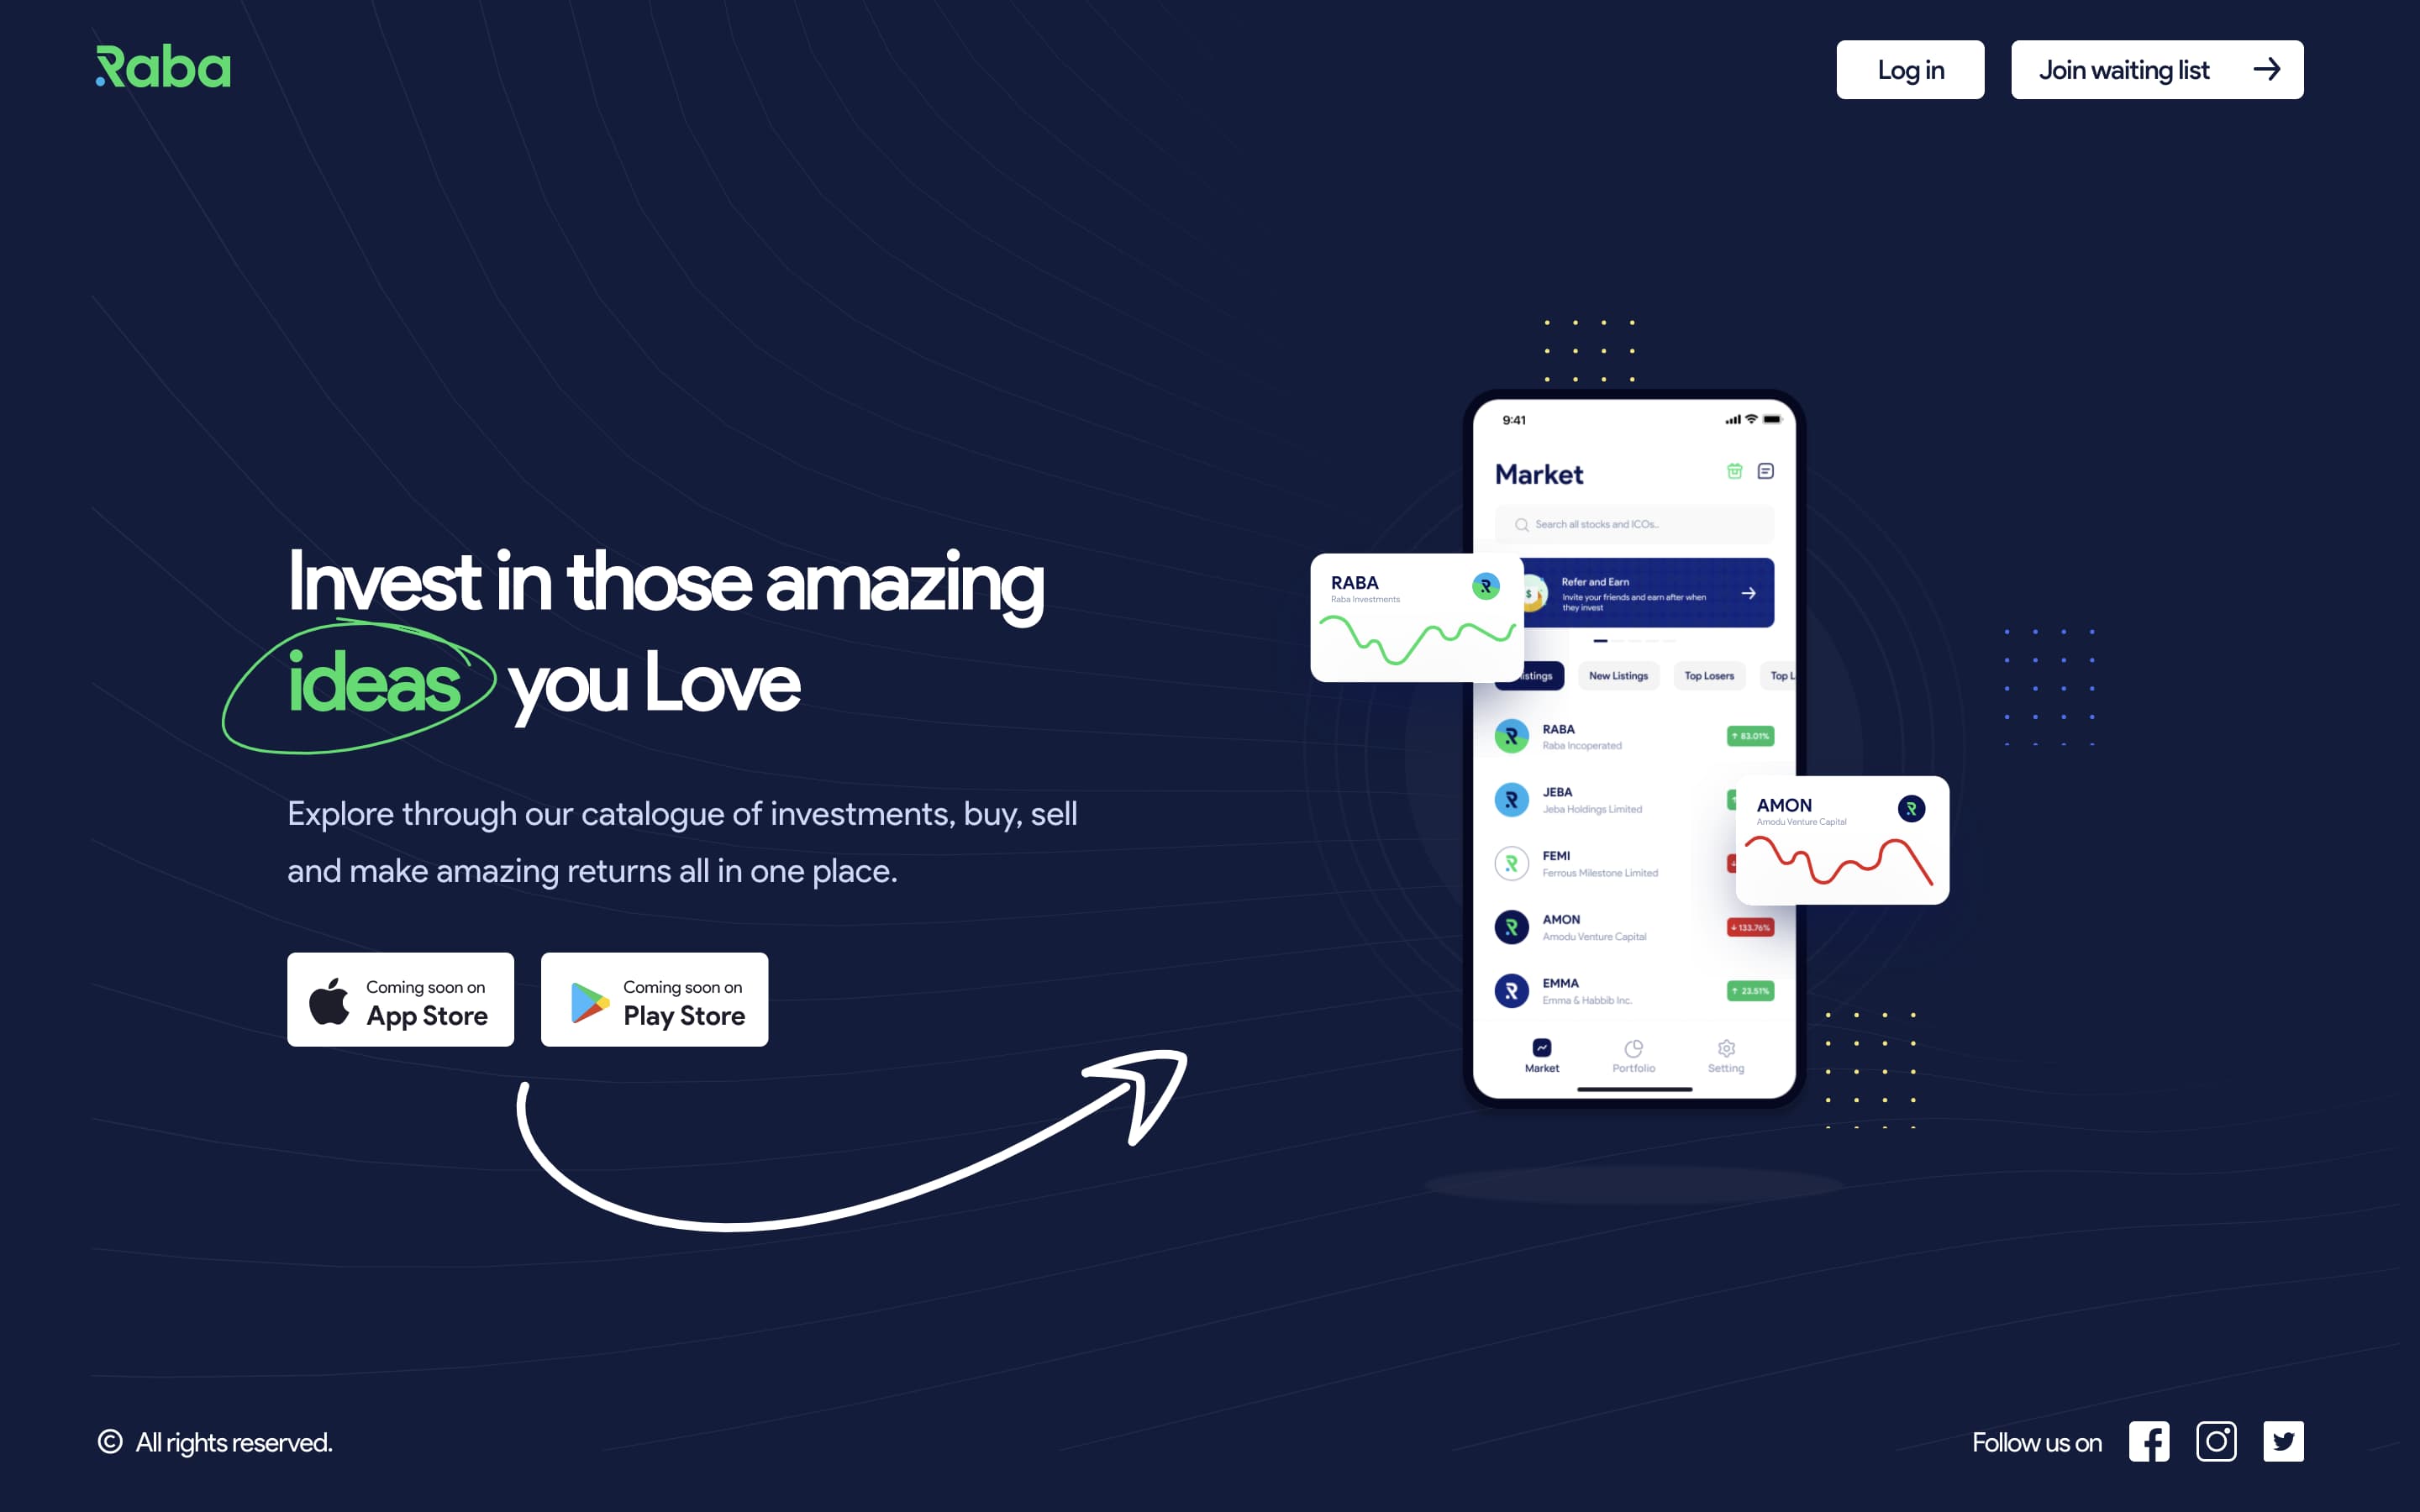 Raba
Log in
Join waiting list
Invest in those amazing
ideas you Love
Explore through our catalogue of investments, buy, sell
and make amazing returns all in one place.
Coming soon on
App Store
Coming soon on
Play Store
9:41
Market
Search all stocks and ICOs..
Refer and Earn
Invite your friends and earn after when
they invest
RABA
Raba Investments
New Listings
Top Losers
RABA
Raba Incoperated
↑ 83.01%
JEBA
Jeba Holdings Limited
AMON
Amodu Venture Capital
FEMI
Ferrous Milestone Limited
AMON
Amodu Venture Capital
↓ 133.76%
EMMA
Emma & Habbib Inc.
↑ 23.51%
Market
Portfolio
Setting
© All rights reserved.
Follow us on